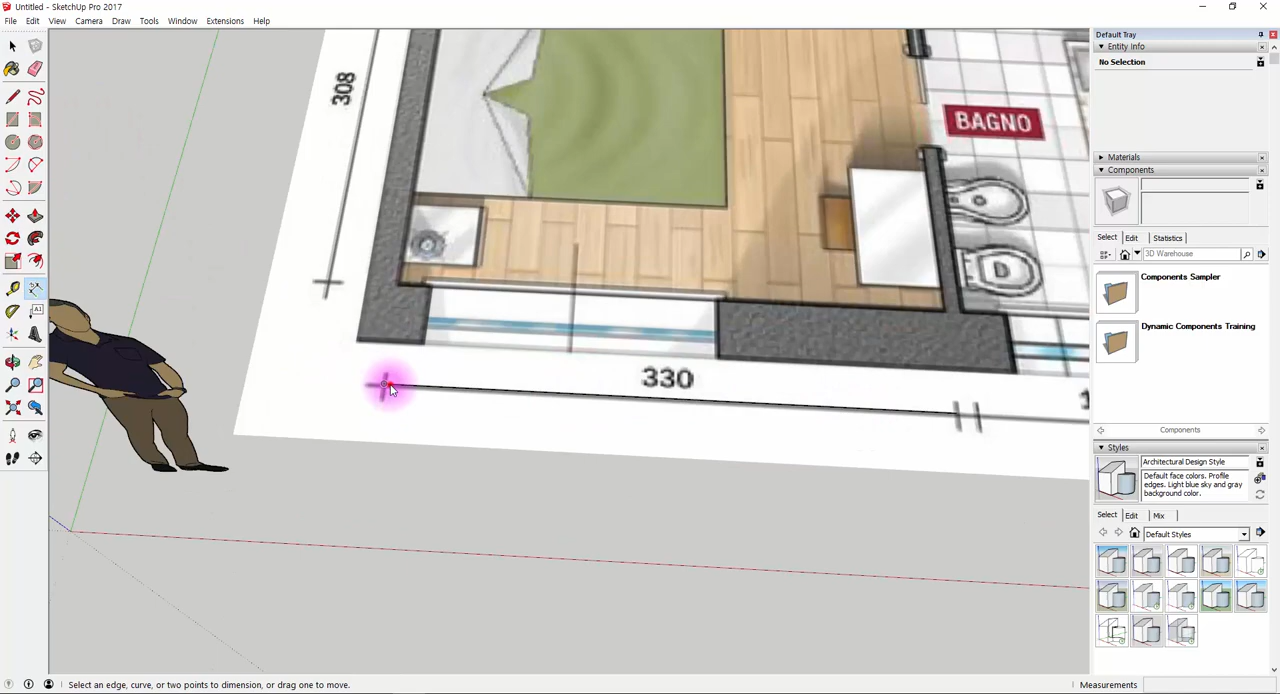 Untitled - SketchUp Pro 2017
File Edit View Camera Draw Tools Window Extensions Help
308
BAGNO
330
A1
Default Tray
Entity Info
No Selection
Materials
Components
Select Edit Statistics
3D Warehouse
Components Sampler
Dynamic Components Training
Components
Styles
Architectural Design Style
Default face colors. Profile
edges. Light blue sky and gray
background color.
Select Edit Mix
Default Styles
Select an edge, curve, or two points to dimension, or drag one to move.
Measurements